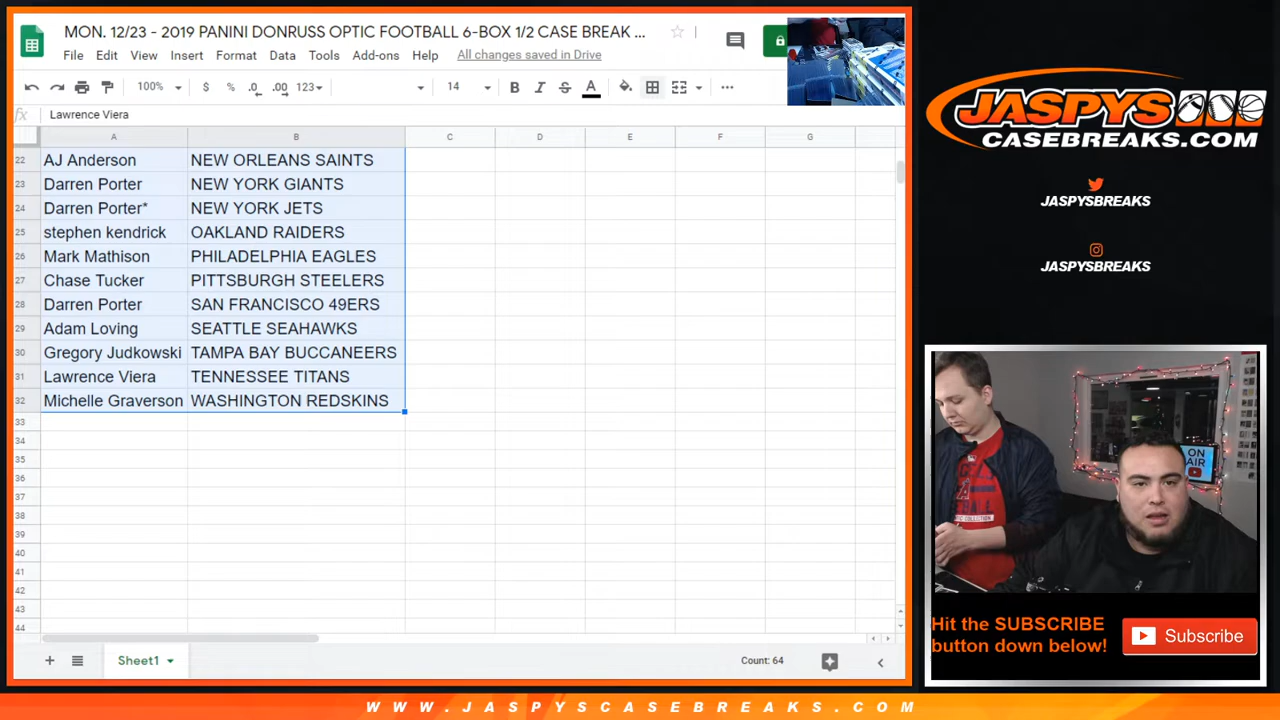 MON. 12/23 - 2019 PANINI DONRUSS OPTIC FOOTBALL 6-BOX 1/2 CASE BREAK ...
File Edit View Insert Format Data Tools Add-ons Help All changes saved in Drive
100% $ % .0 .00 123 14 B I S A
fx Lawrence Viera
A B C D E F G
22 AJ Anderson NEW ORLEANS SAINTS
23 Darren Porter NEW YORK GIANTS
24 Darren Porter* NEW YORK JETS
25 stephen kendrick OAKLAND RAIDERS
26 Mark Mathison PHILADELPHIA EAGLES
27 Chase Tucker PITTSBURGH STEELERS
28 Darren Porter SAN FRANCISCO 49ERS
29 Adam Loving SEATTLE SEAHAWKS
30 Gregory Judkowski TAMPA BAY BUCCANEERS
31 Lawrence Viera TENNESSEE TITANS
32 Michelle Graverson WASHINGTON REDSKINS
33
34
35
36
37
38
39
40
41
42
43
44
Sheet1 Count: 64
JASPYS
CASEBREAKS.COM
JASPYSBREAKS
JASPYSBREAKS
ON
AIR
Hit the SUBSCRIBE
button down below!
Subscribe
WWW.JASPYSCASEBREAKS.COM